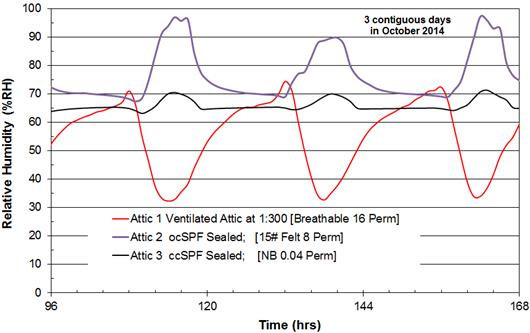 3 contiguous days
in October 2014
Relative Humidity (%RH)
100
90
80
70
60
50
40
30
20
10
0
Attic 1 Ventilated Attic at 1:300 [Breathable 16 Perm]
Attic 2 ocSPF Sealed; [15# Felt 8 Perm]
Attic 3 ccSPF Sealed; [NB 0.04 Perm]
96
120
144
168
Time (hrs)